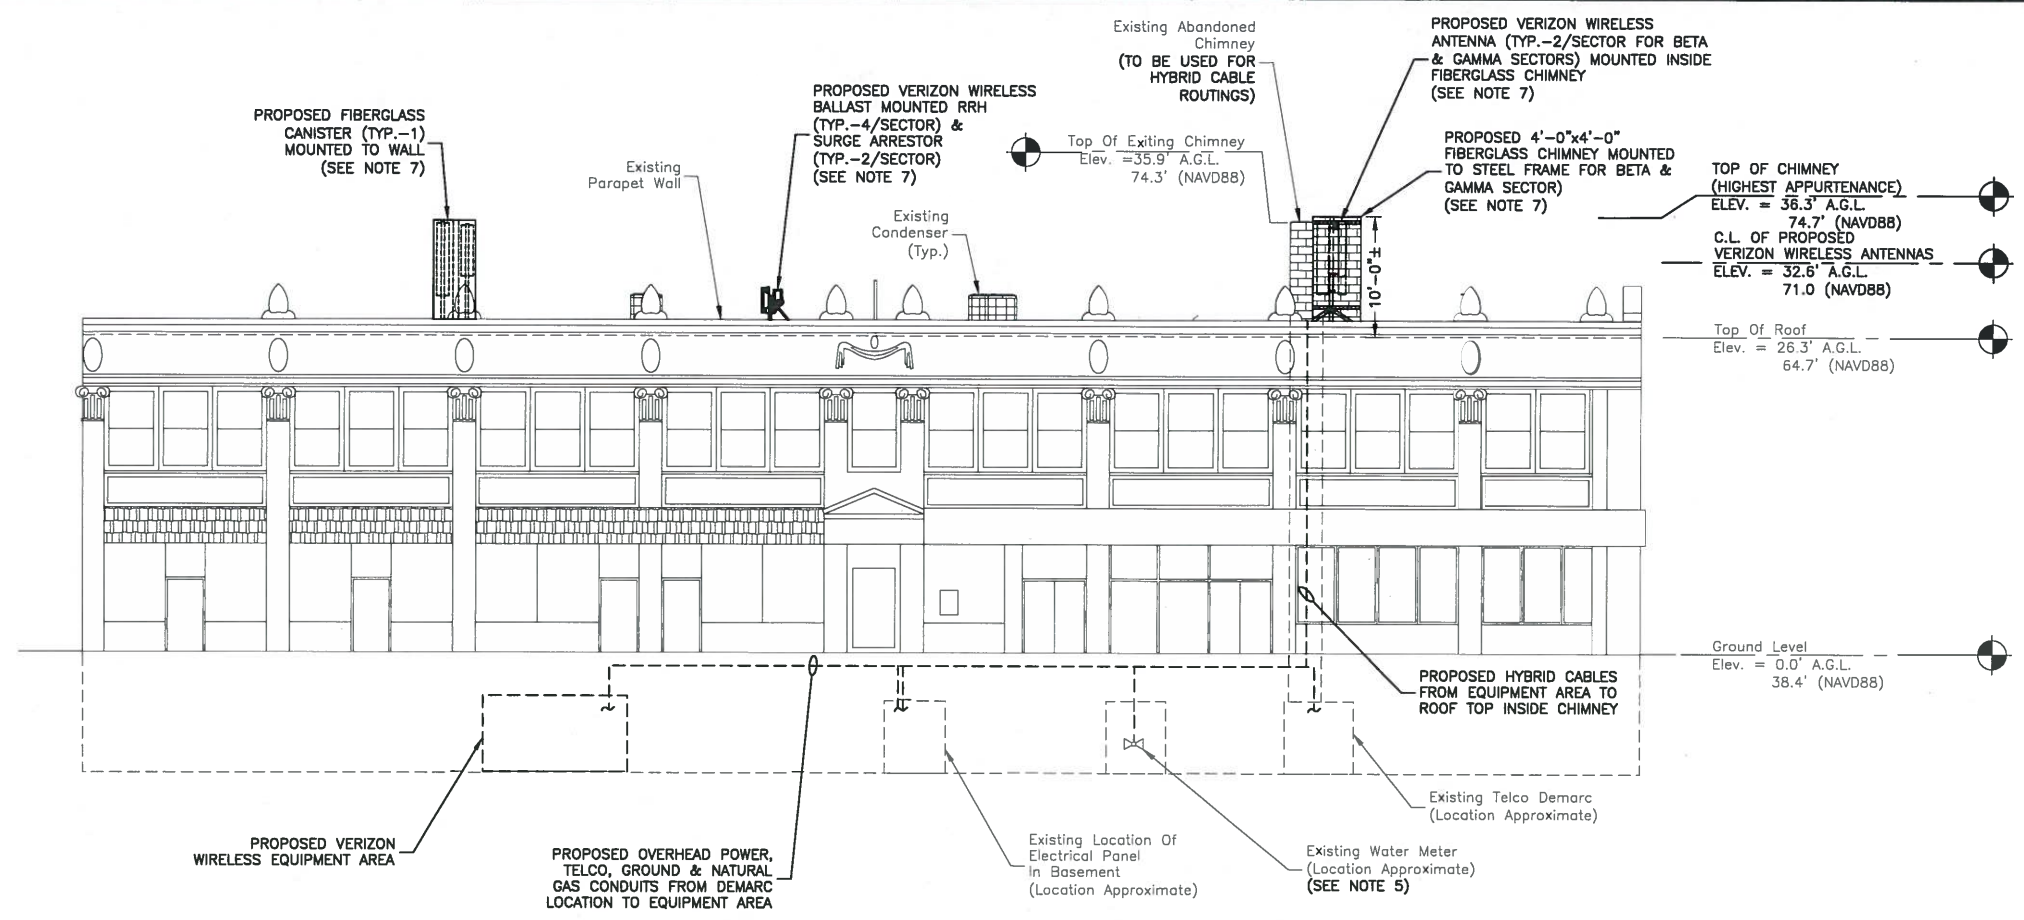 PROPOSED FIBERGLASS
CANISTER (TYP.-1)
MOUNTED TO WALL
(SEE NOTE 7)
Existing
Parapet Wall
PROPOSED VERIZON WIRELESS
BALLAST MOUNTED RRH
(TYP.-4/SECTOR) &
SURGE ARRESTOR
(TYP.-2/SECTOR)
(SEE NOTE 7)
Existing
Condenser
(Typ.)
Existing Abandoned
Chimney
(TO BE USED FOR
HYBRID CABLE
ROUTINGS)
Top Of Exiting Chimney
Elev. =35.9' A.G.L.
74.3' (NAVD88)
PROPOSED VERIZON WIRELESS
ANTENNA (TYP.-2/SECTOR FOR BETA
& GAMMA SECTORS) MOUNTED INSIDE
FIBERGLASS CHIMNEY
(SEE NOTE 7)
PROPOSED 4'-0"x4'-0"
FIBERGLASS CHIMNEY MOUNTED
TO STEEL FRAME FOR BETA &
GAMMA SECTOR)
(SEE NOTE 7)
10'-0"±
TOP OF CHIMNEY
(HIGHEST APPURTENANCE)
ELEV. = 36.3' A.G.L.
74.7' (NAVD88)
C.L. OF PROPOSED
VERIZON WIRELESS ANTENNAS
ELEV. = 32.6' A.G.L.
71.0 (NAVD88)
Top Of Roof
Elev. = 26.3' A.G.L.
64.7' (NAVD88)
Ground Level
Elev. = 0.0' A.G.L.
38.4' (NAVD88)
PROPOSED HYBRID CABLES
FROM EQUIPMENT AREA TO
ROOF TOP INSIDE CHIMNEY
PROPOSED VERIZON
WIRELESS EQUIPMENT AREA
PROPOSED OVERHEAD POWER,
TELCO, GROUND & NATURAL
GAS CONDUITS FROM DEMARC
LOCATION TO EQUIPMENT AREA
Existing Location Of
Electrical Panel
In Basement
(Location Approximate)
Existing Water Meter
(Location Approximate)
(SEE NOTE 5)
Existing Telco Demarc
(Location Approximate)